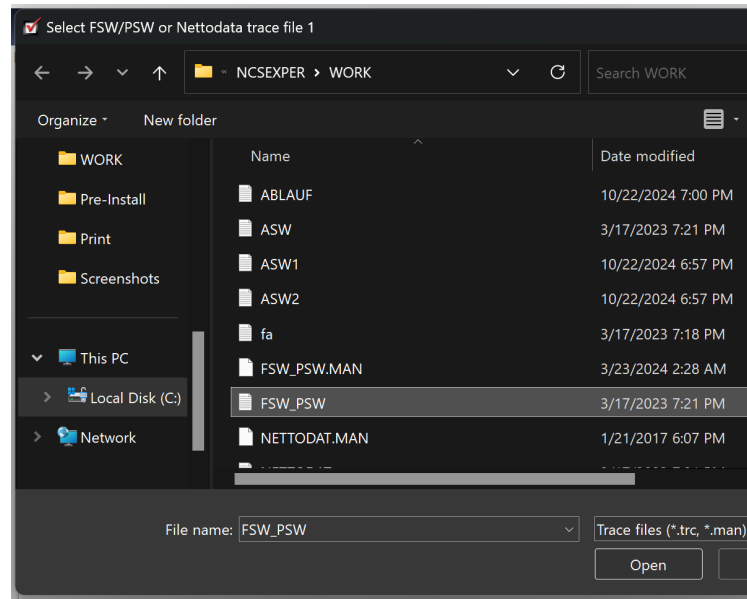 Select FSW/PSW or Nettodata trace file 1
« NCSEXPER > WORK
Search WORK
Organize
New folder
WORK
Pre-Install
Print
Screenshots
This PC
Local Disk (C:)
Network
Name Date modified
ABLAUF 10/22/2024 7:00 PM
ASW 3/17/2023 7:21 PM
ASW1 10/22/2024 6:57 PM
ASW2 10/22/2024 6:57 PM
fa 3/17/2023 7:18 PM
FSW_PSW.MAN 3/23/2024 2:28 AM
FSW_PSW 3/17/2023 7:21 PM
NETTODAT.MAN 1/21/2017 6:07 PM
File name: FSW_PSW
Trace files (*.trc, *.man)
Open